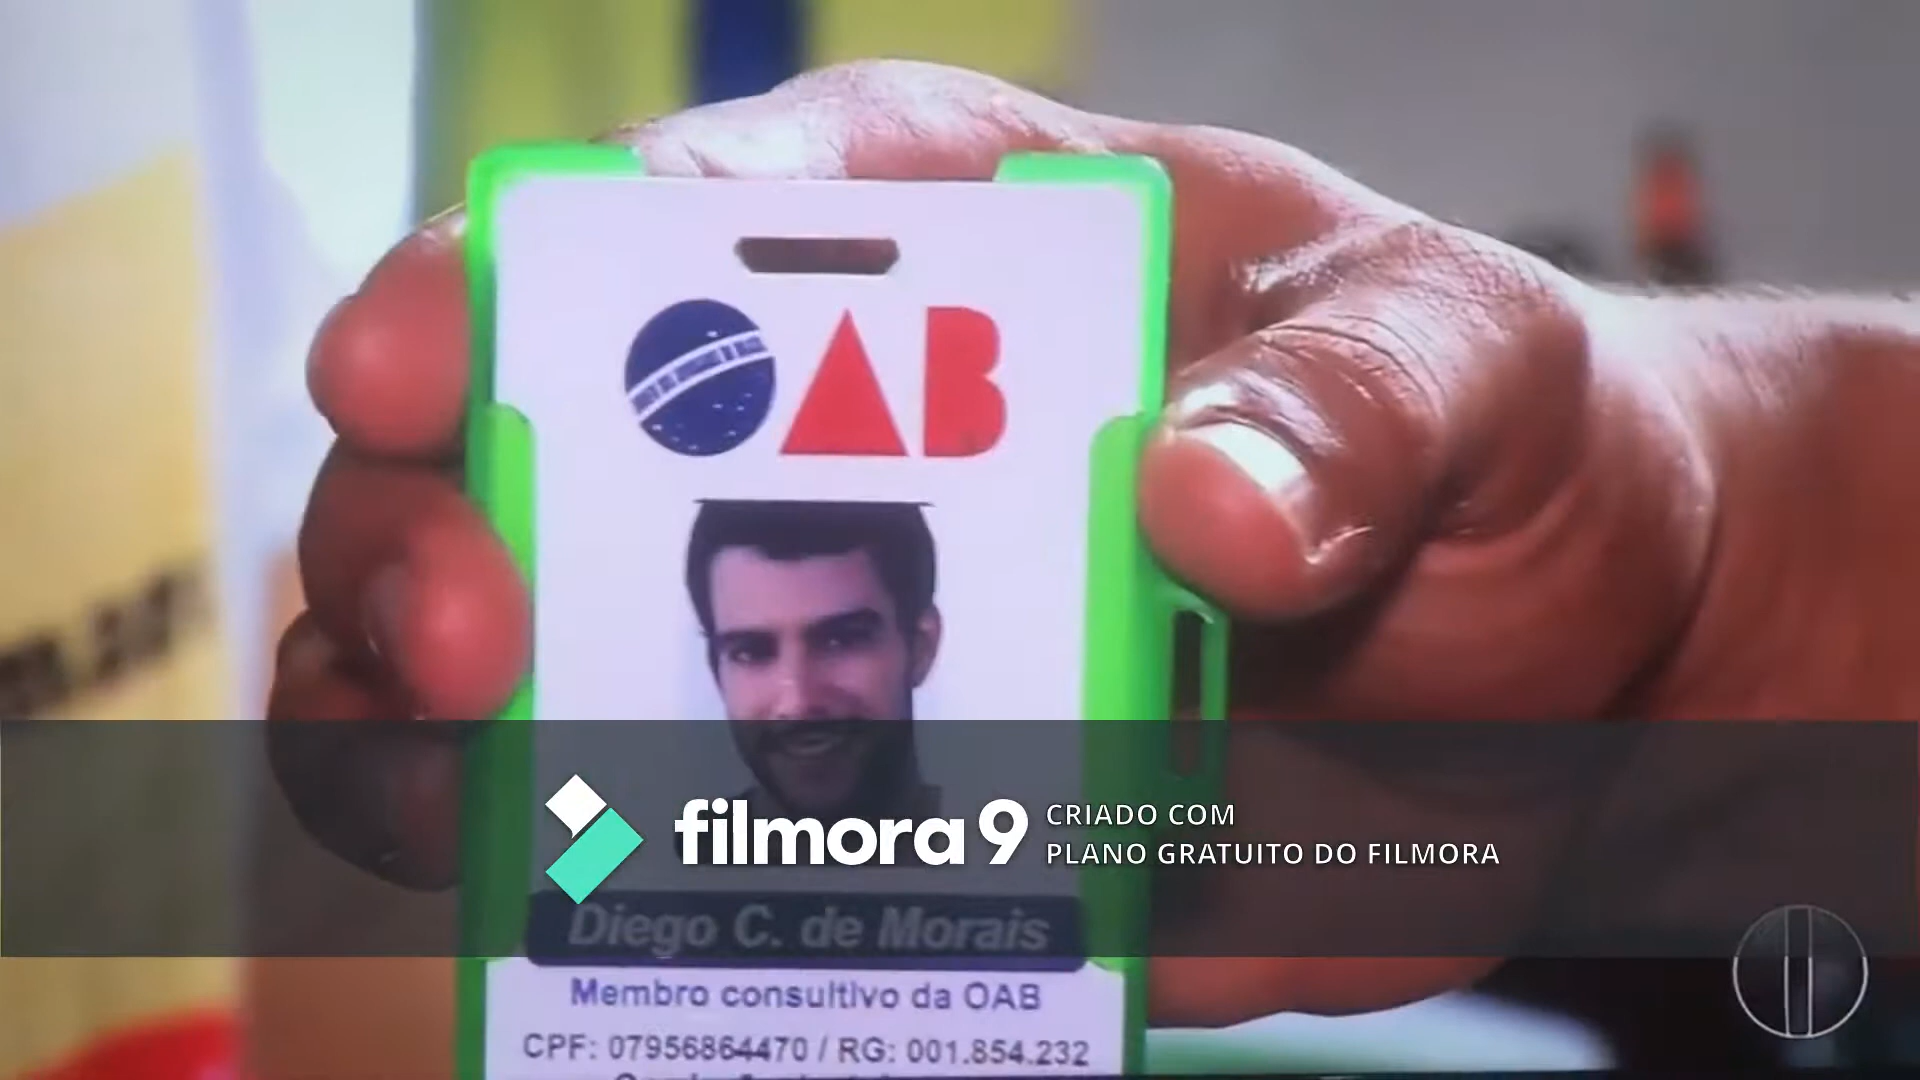 OAB
filmora 9
CRIADO COM
PLANO GRATUITO DO FILMORA
Diego C. de Morais
Membro consultivo da OAB
CPF: 07956864470 / RG: 001.854.232